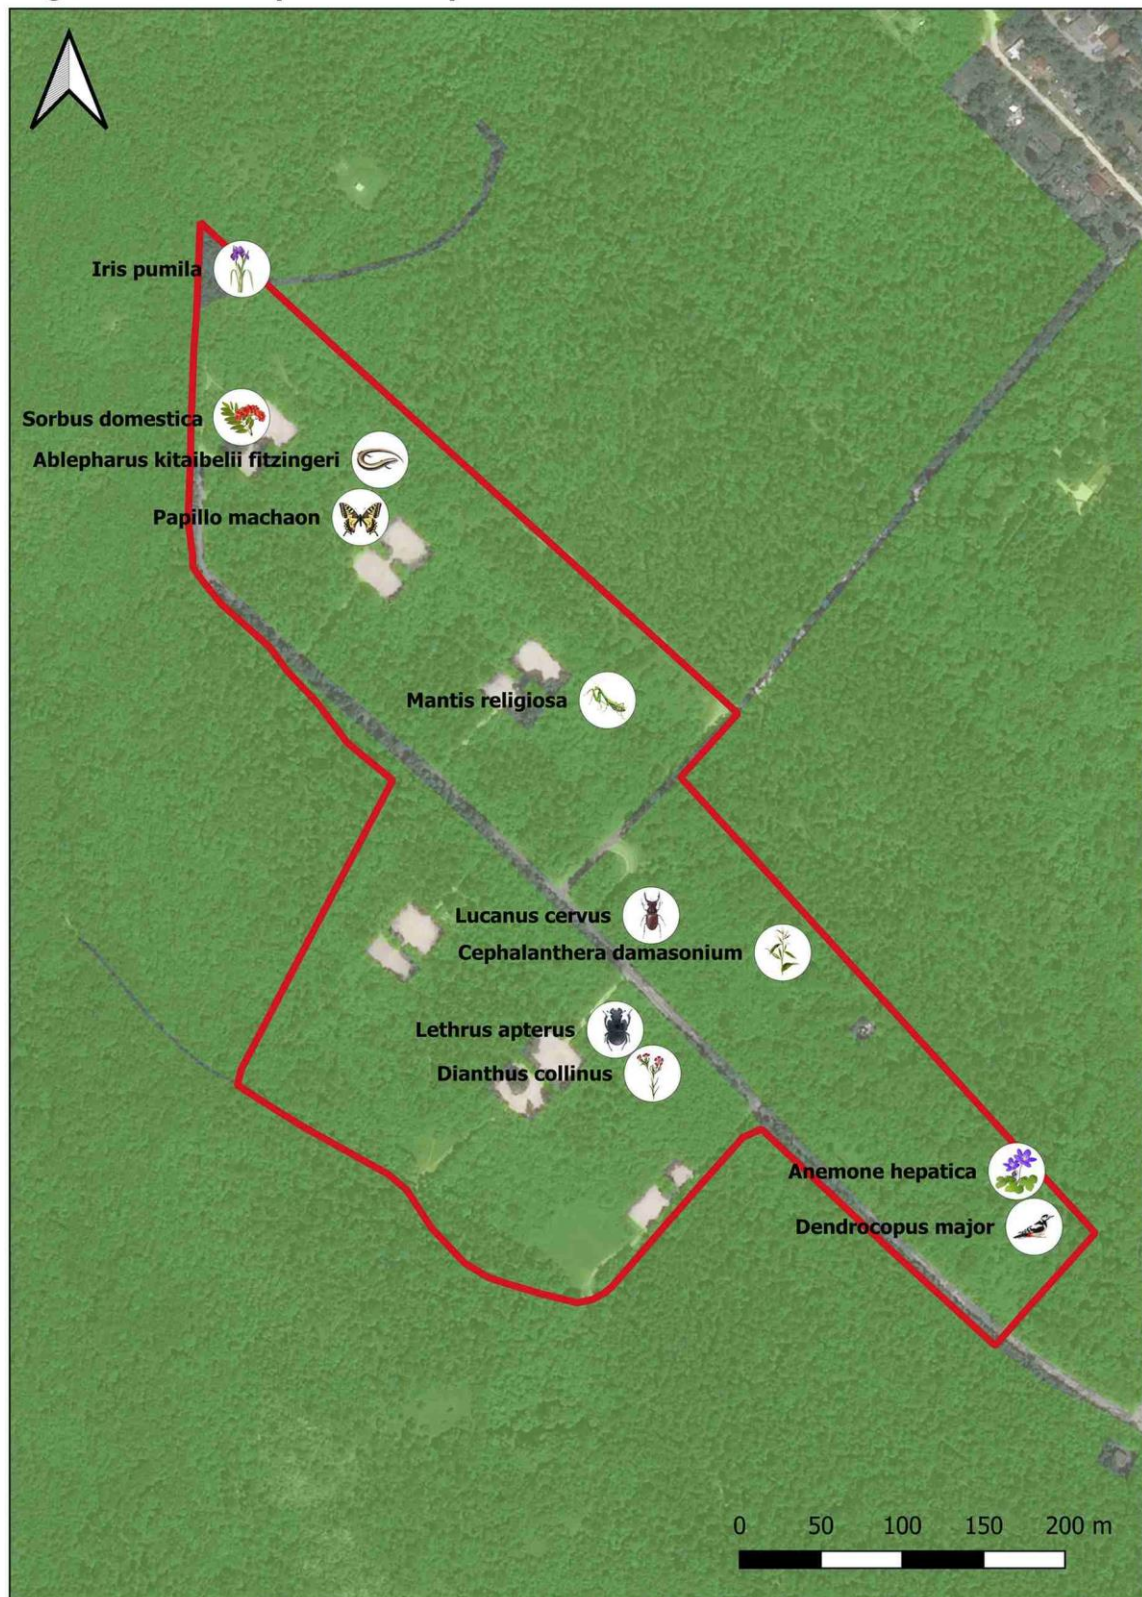 Iris pumila
Sorbus domestica
Ablepharus kitaibelii fitzingeri
Papillo machaon
Mantis religiosa
Lucanus cervus
Cephalanthera damasonium
Lethrus apterus
Dianthus collinus
Anemone hepatica
Dendrocopus major
0 50 100 150 200 m